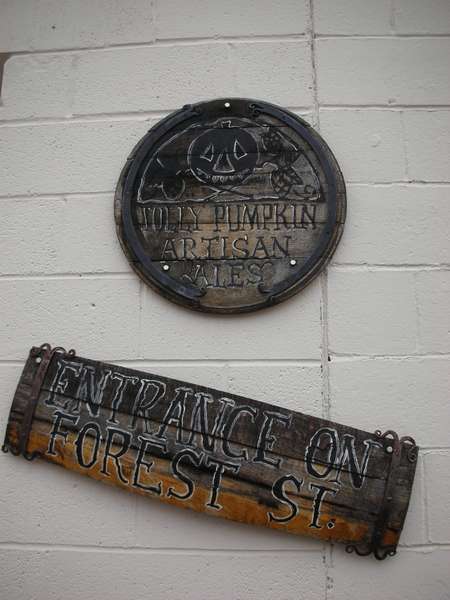 JOLLY PUMPKIN
ARTISAN
ALES
ENTRANCE ON
FOREST ST.